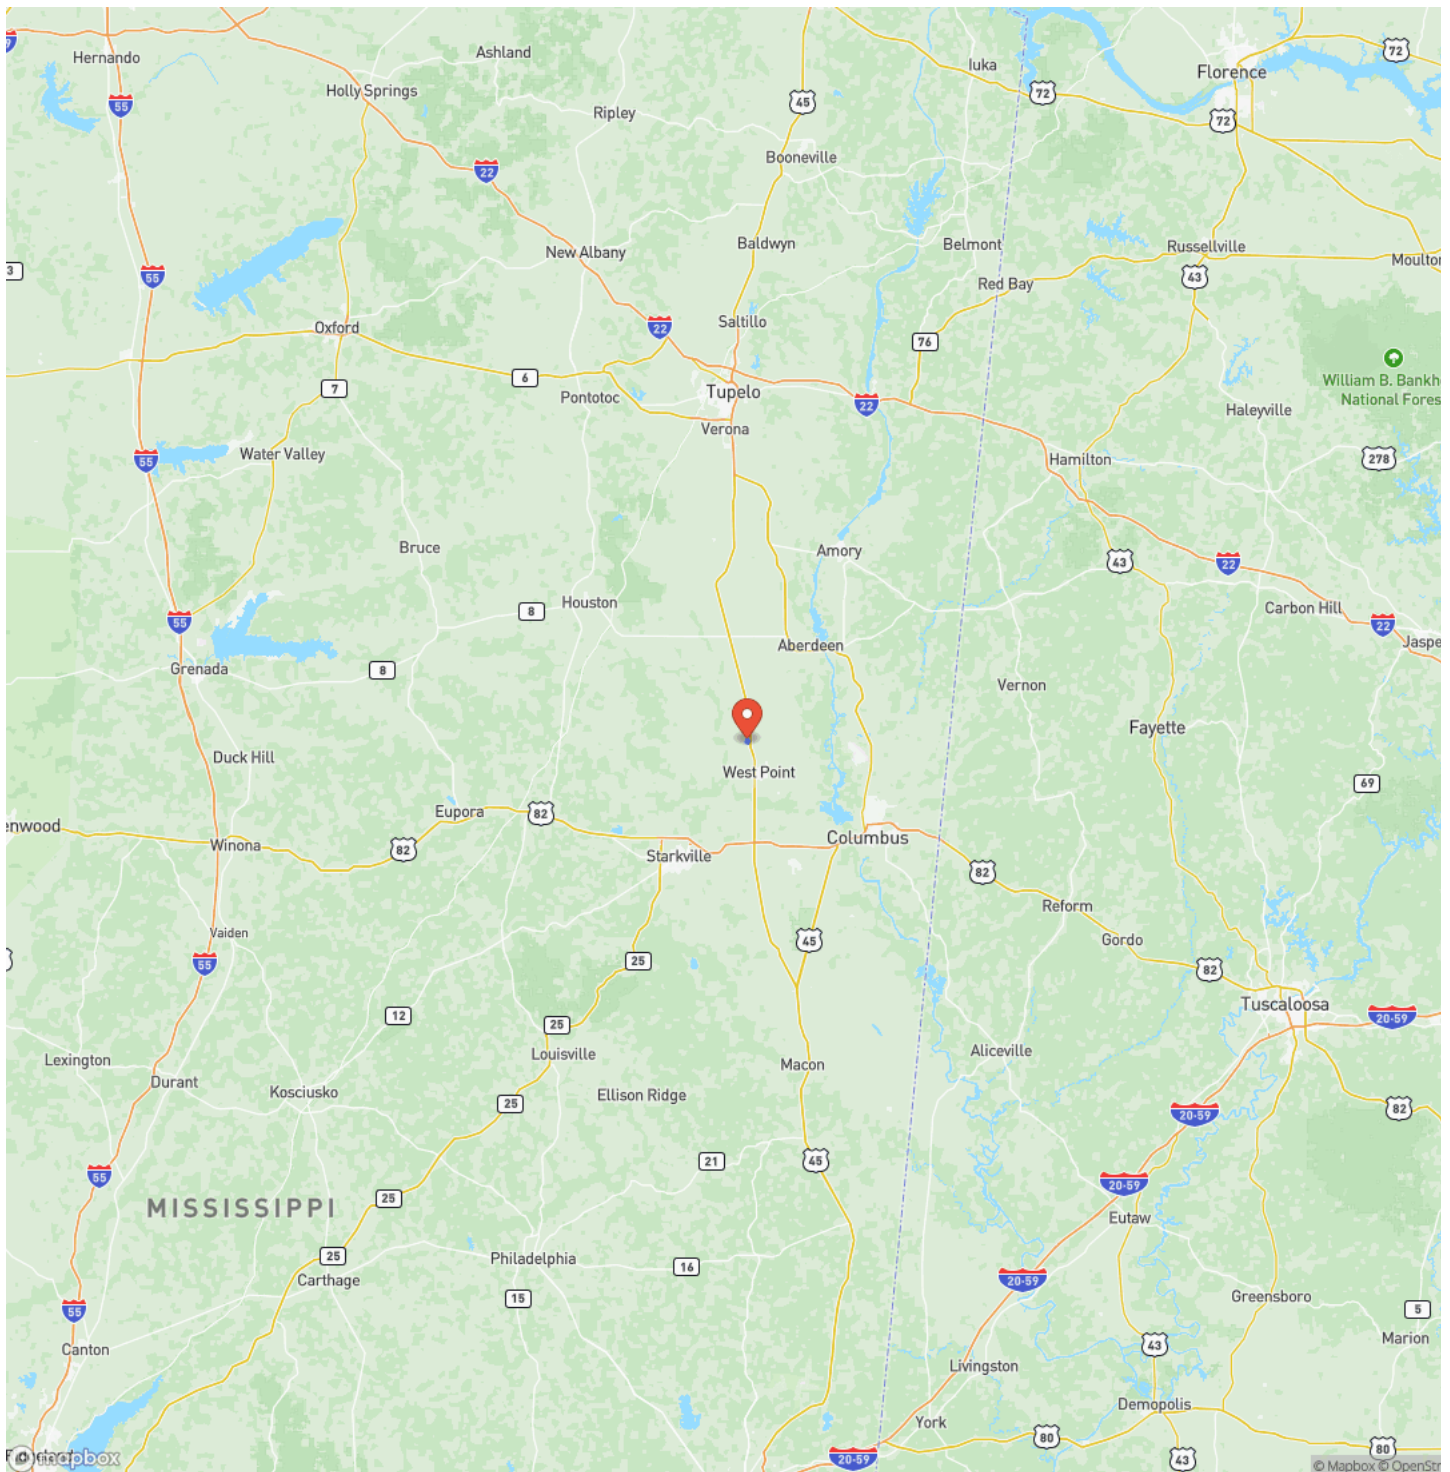 Ashland
Iuka
72
72
Hernando
Florence
55
Holly Springs
45
72
Ripley
72
Booneville
22
Baldwyn
Belmont
Russellville
New Albany
3
55
43
Moulton
Red Bay
Oxford
22
Saltillo
76
William B. Bankhe
National Fores
6
7
Tupelo
Pontotoc
22
Haleyville
Verona
55
Water Valley
Hamilton
278
Bruce
Amory
43
22
Houston
8
Carbon Hill
55
22
Aberdeen
Jaspe
Grenada
8
Vernon
Fayette
Duck Hill
West Point
69
Eupora
82
enwood
Winona
82
Columbus
Starkville
82
Reform
Vaiden
45
Gordo
55
25
82
Tuscaloosa
12
25
20-59
Lexington
Louisville
Aliceville
Macon
Durant
Kosciusko
Ellison Ridge
25
82
20-59
21
45
55
20-59
MISSISSIPPI
25
Eutaw
25
Philadelphia
16
Carthage
20-59
15
Greensboro
55
5
Canton
43
Marion
Livingston
Demopolis
York
80
80
mapbox
20-59
43
© Mapbox © OpenStr